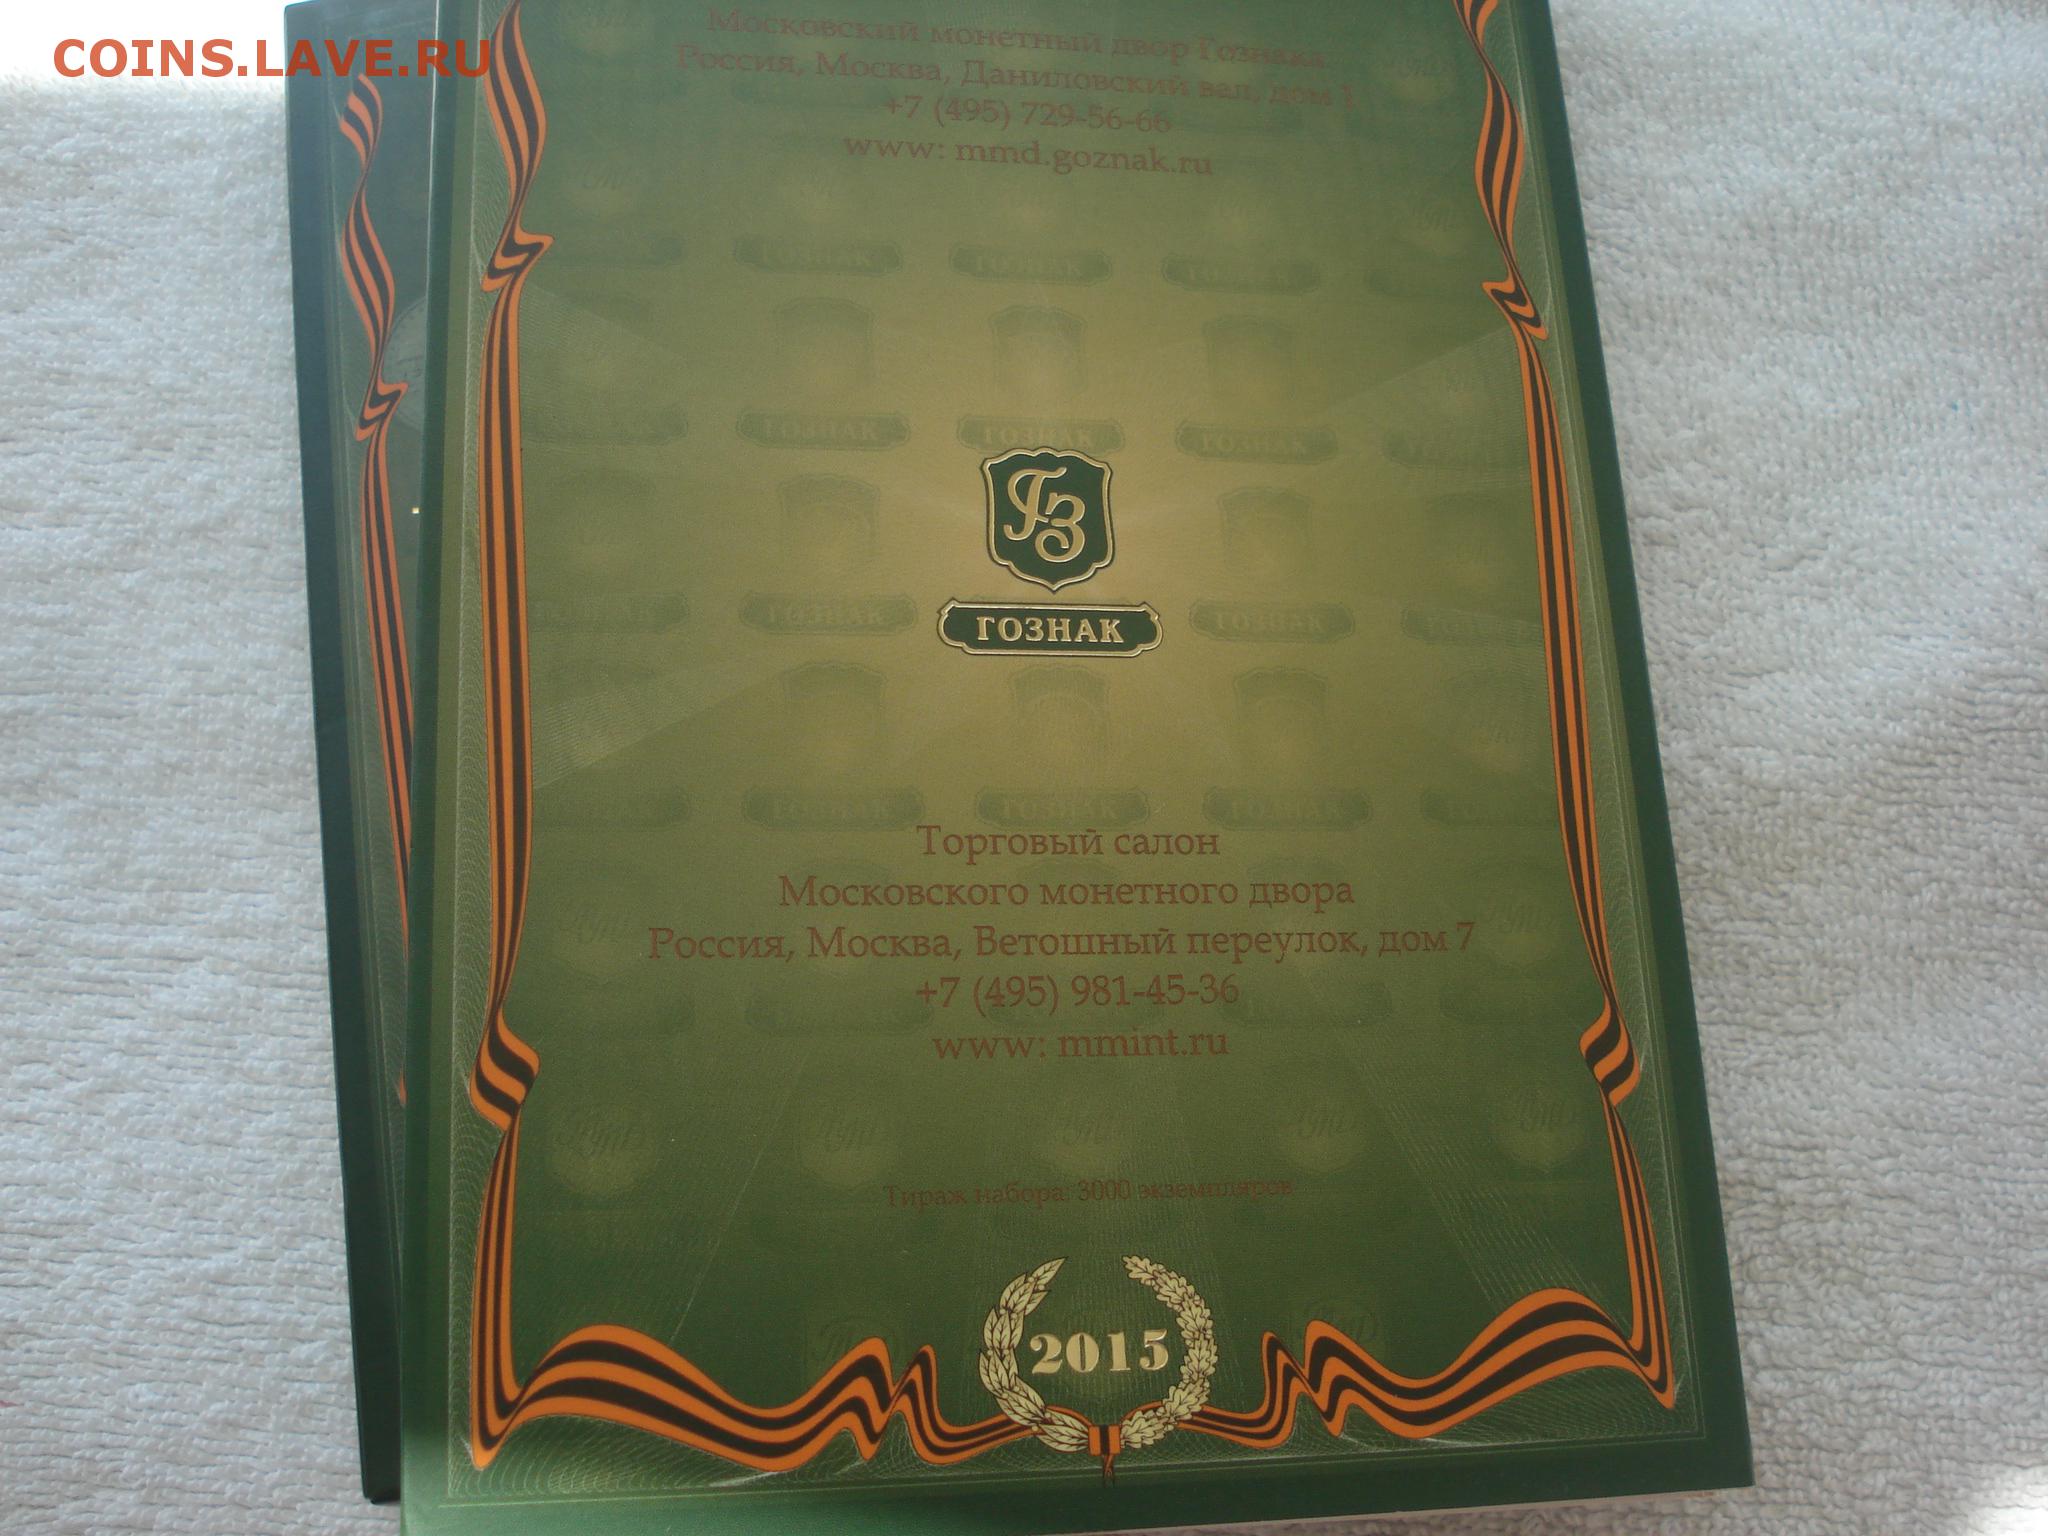 COINS.LAVE.RU
Московский монетный двор Гознака
Россия, Москва, Даниловский вал, дом 1
+7 (495) 729-56-66
www: mmd.goznak.ru
ГЗ
ГОЗНАК
Торговый салон
Московского монетного двора
Россия, Москва, Ветошный переулок, дом 7
+7 (495) 981-45-36
www: mmint.ru
Тираж набора: 3000 экземпляров
2015